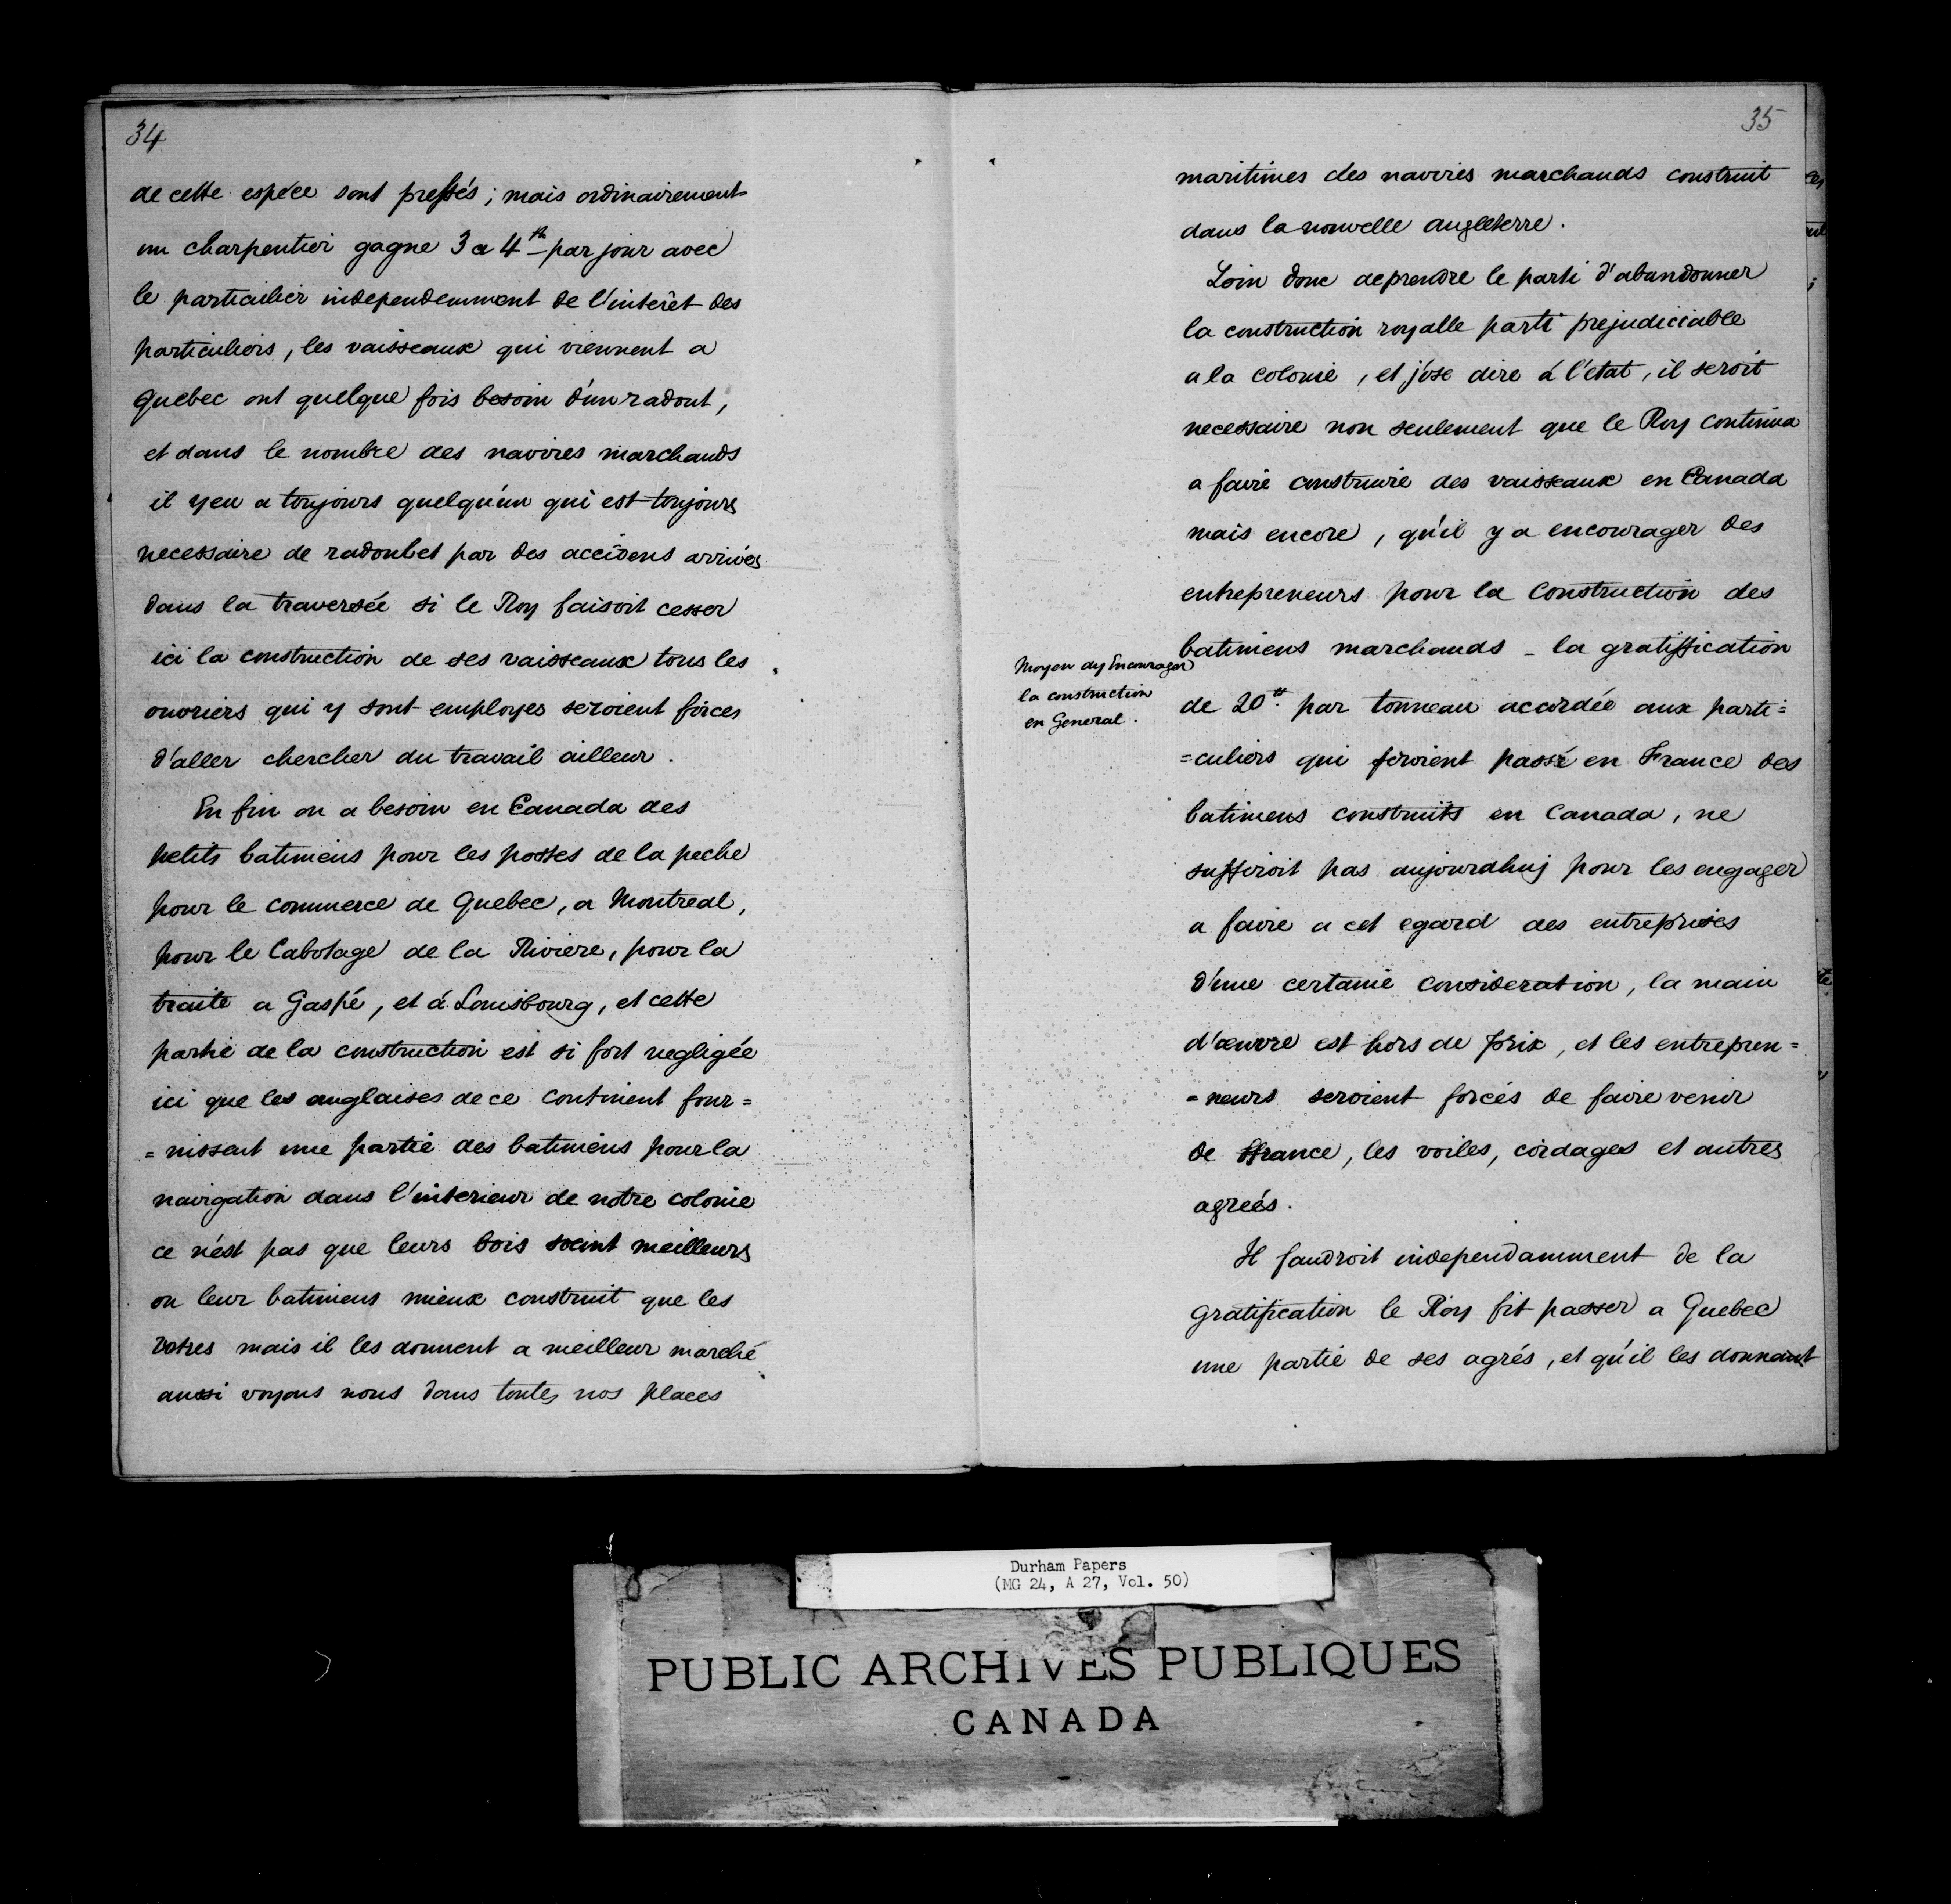 34
de cette espéce sont pressés; mais ordinairement
un charpentier gagne 3 a 4 tt par jour avec
le particulier independemment de l'interêt des
particuliers, les vaisseaux qui viennent a
Quebec ont quelque fois besoin d'un radout,
et dans le nombre des navires marchands
il y en a toujours quelqu'un qui est toujours
necessaire de radoubet par des accidens arrivés
dans la traversée si le Roy faisoit cesser
ici la construction de ses vaisseaux tous les
ouvriers qui y sont employes seroient forces
d'aller chercher du travail ailleur.
En fin on a besoin en Canada des
petits batimens pour les postes de la peche
pour le commerce de Quebec, a Montreal,
pour le Cabotage de la Riviere, pour la
traite a Gaspé, et á Louisbourg, et cette
partie de la construction est si fort negligée
ici que les anglaises de ce continent four=
=nissent une partie des batimens pour la
navigation dans l'interieur de notre colonie
ce n'est pas que leurs bois soient meilleurs
ou leur batimens mieux construit que les
votres mais il les donnent a meilleur marché
aussi voyons nous dans toutes nos places
35
maritimes des navires marchands construit
dans la nouvelle angleterre.
Loin donc de prendre le parti d'abandonner
la construction royalle parti prejudiciable
a la colonie, et j'ose dire á l'etat, il seroit
necessaire non seulement que le Roy continua
a faire construire des vaisseaux en Canada
mais encore, qu'il y a encourager des
entrepreneurs pour la construction des
batimens marchands _ la gratiffication
Moyen dy Encourager
la construction
en General.
de 20 tt. par tonneau accordée aux parti=
=culiers qui feroient passé en France des
batimens construits en Canada, ne
suffiroit pas aujourdhuj pour les engager
a faire a cet egard des entreprises
d'une certaine consideration, la main
d'œuvre est hors de prix, et les entrepren=
=neurs seroient forcés de faire venir
de france, les voiles, cordages et autres
agreés.
Il faudroit independamment de la
gratification le Roy fit passer a Quebec
une partie de ses agrés, et qu'il les donnant
Durham Papers
(MG 24, A 27, Vol. 50)
PUBLIC ARCHIVES PUBLIQUES
CANADA